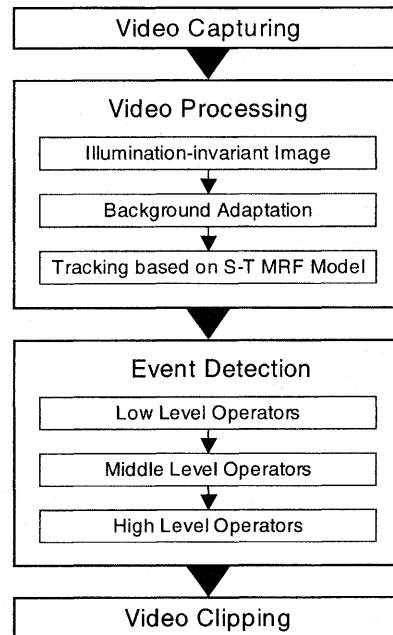 Video Capturing
Video Processing
Illumination-invariant Image
Background Adaptation
Tracking based on S-T MRF Model
Event Detection
Low Level Operators
Middle Level Operators
High Level Operators
Video Clipping